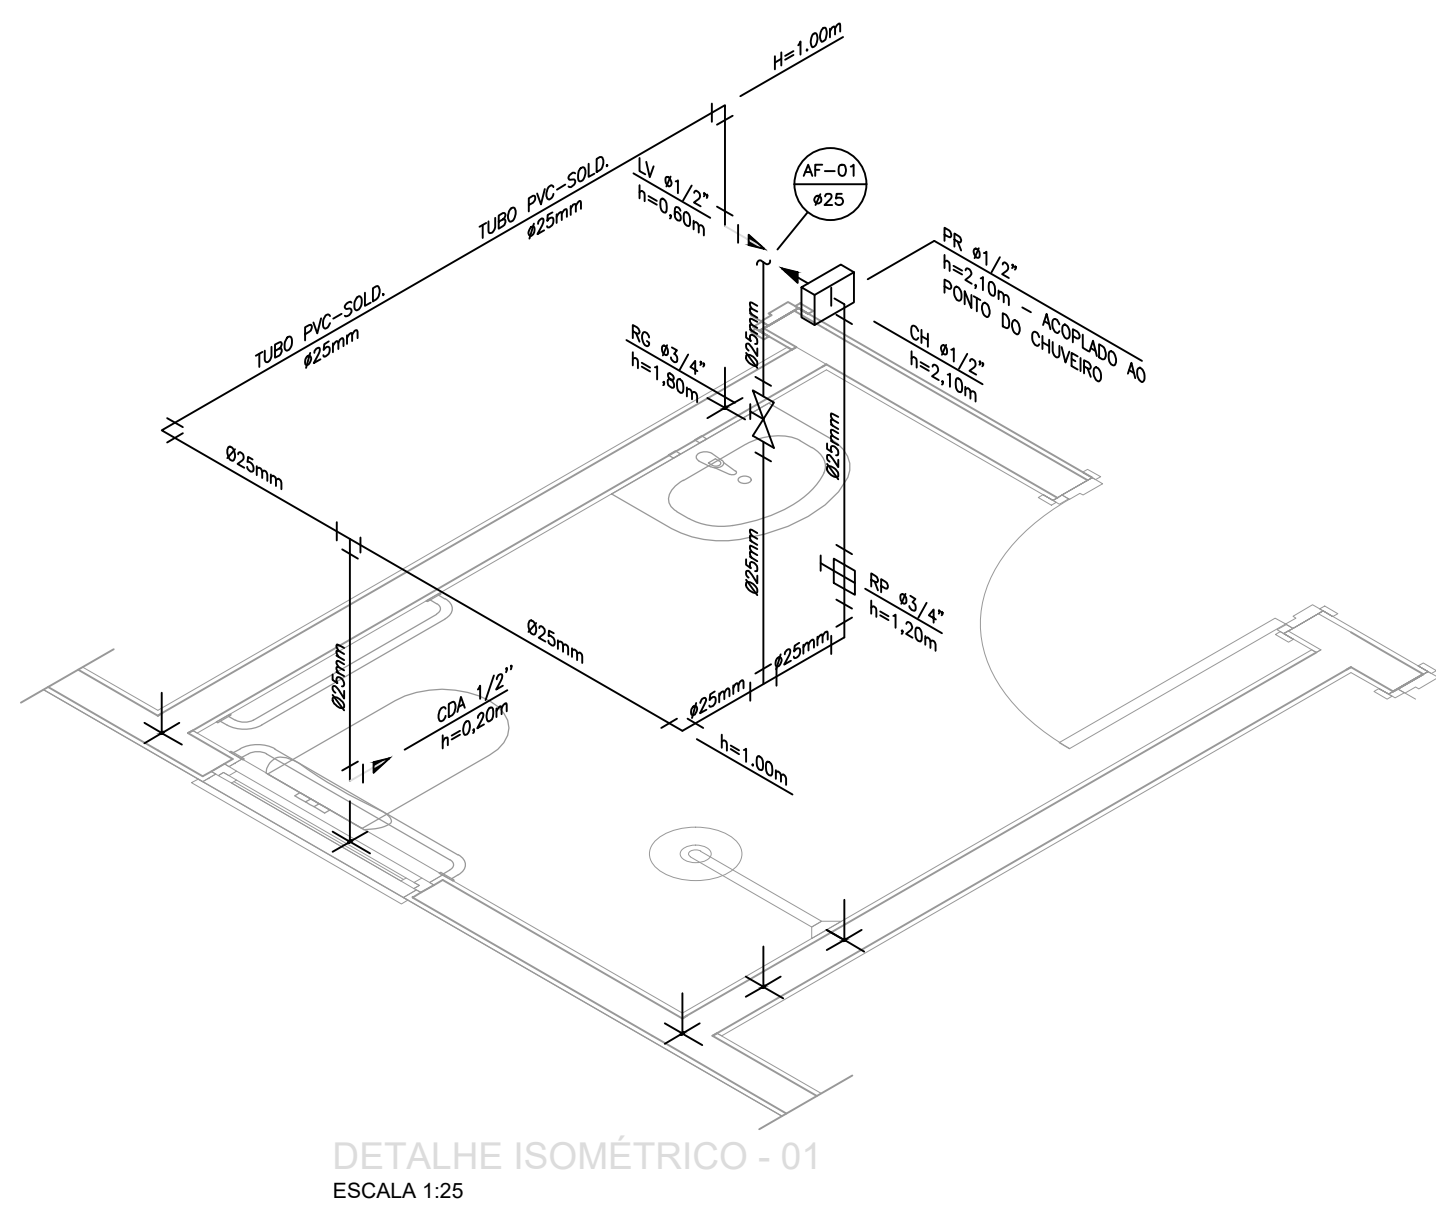 H=1.00m
TUBO PVC-SOLD.
ø25mm
LV ø1/2"
h=0,60m
AF-01
ø25
PR ø1/2"
h=2,10m - ACOPLADO AO
PONTO DO CHUVEIRO
TUBO PVC-SOLD.
ø25mm
Ø25mm
RG ø3/4"
h=1,80m
CH ø1/2"
h=2,10m
Ø25mm
Ø25mm
Ø25mm
RP ø3/4"
h=1,20m
Ø25mm
Ø25mm
ø25mm
ø25mm
CDA 1/2''
h=0,20m
h=1.00m
DETALHE ISOMÉTRICO - 01
ESCALA 1:25